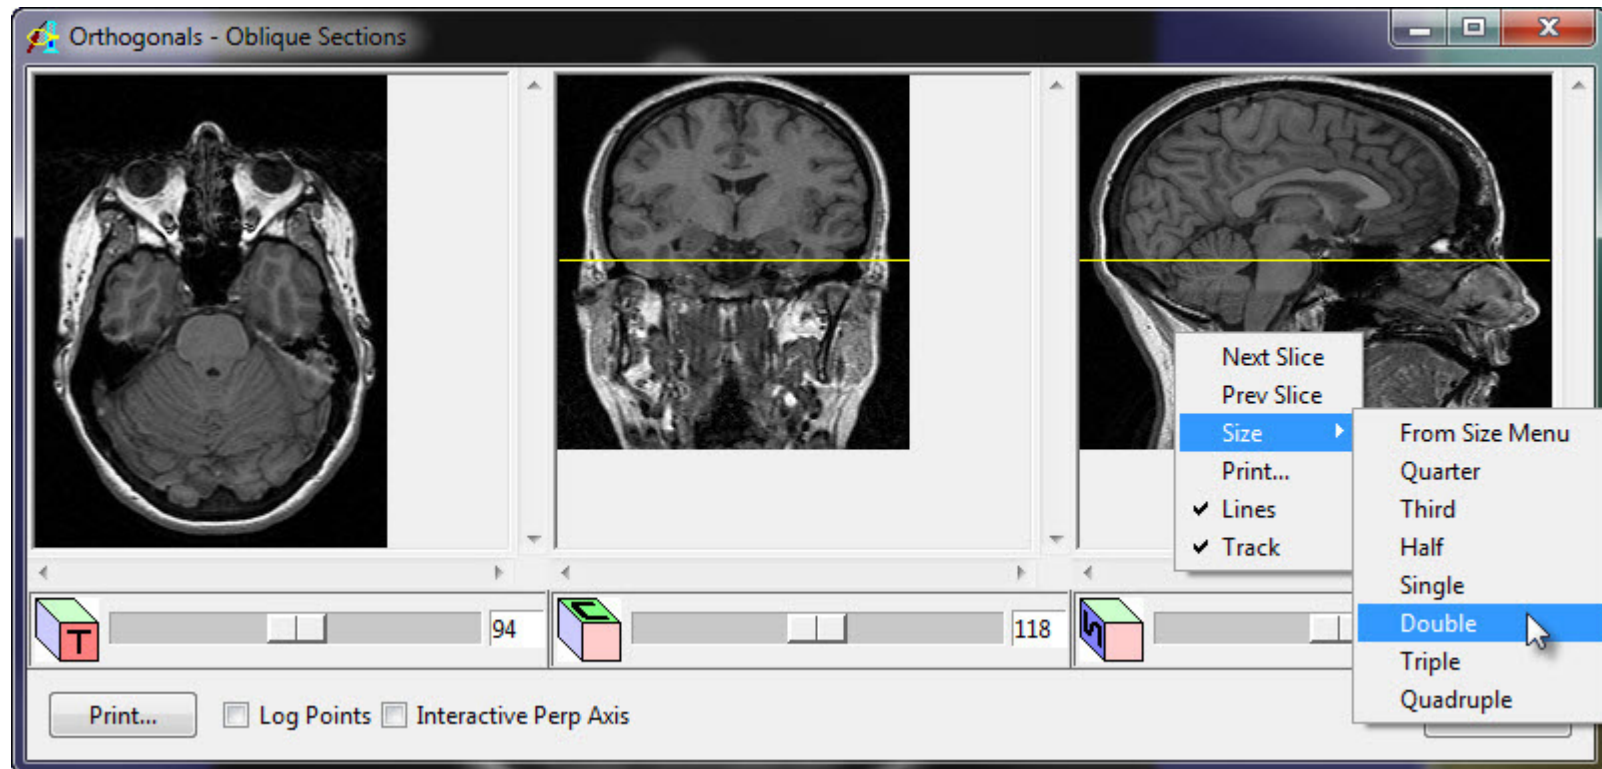 Orthogonals - Oblique Sections
Next Slice
Prev Slice
Size
Print...
Lines
Track
From Size Menu
Quarter
Third
Half
Single
Double
Triple
Quadruple
T
94
C
118
S
Print...
Log Points
Interactive Perp Axis